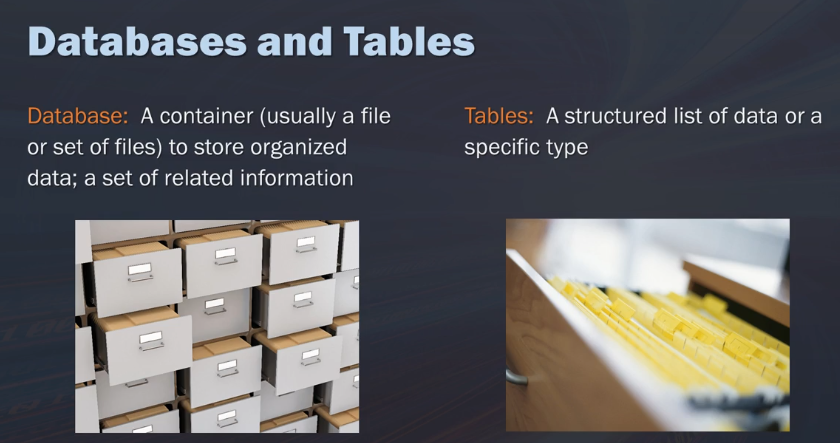 Databases and Tables
Database: A container (usually a file
or set of files) to store organized
data; a set of related information
Tables: A structured list of data or a
specific type